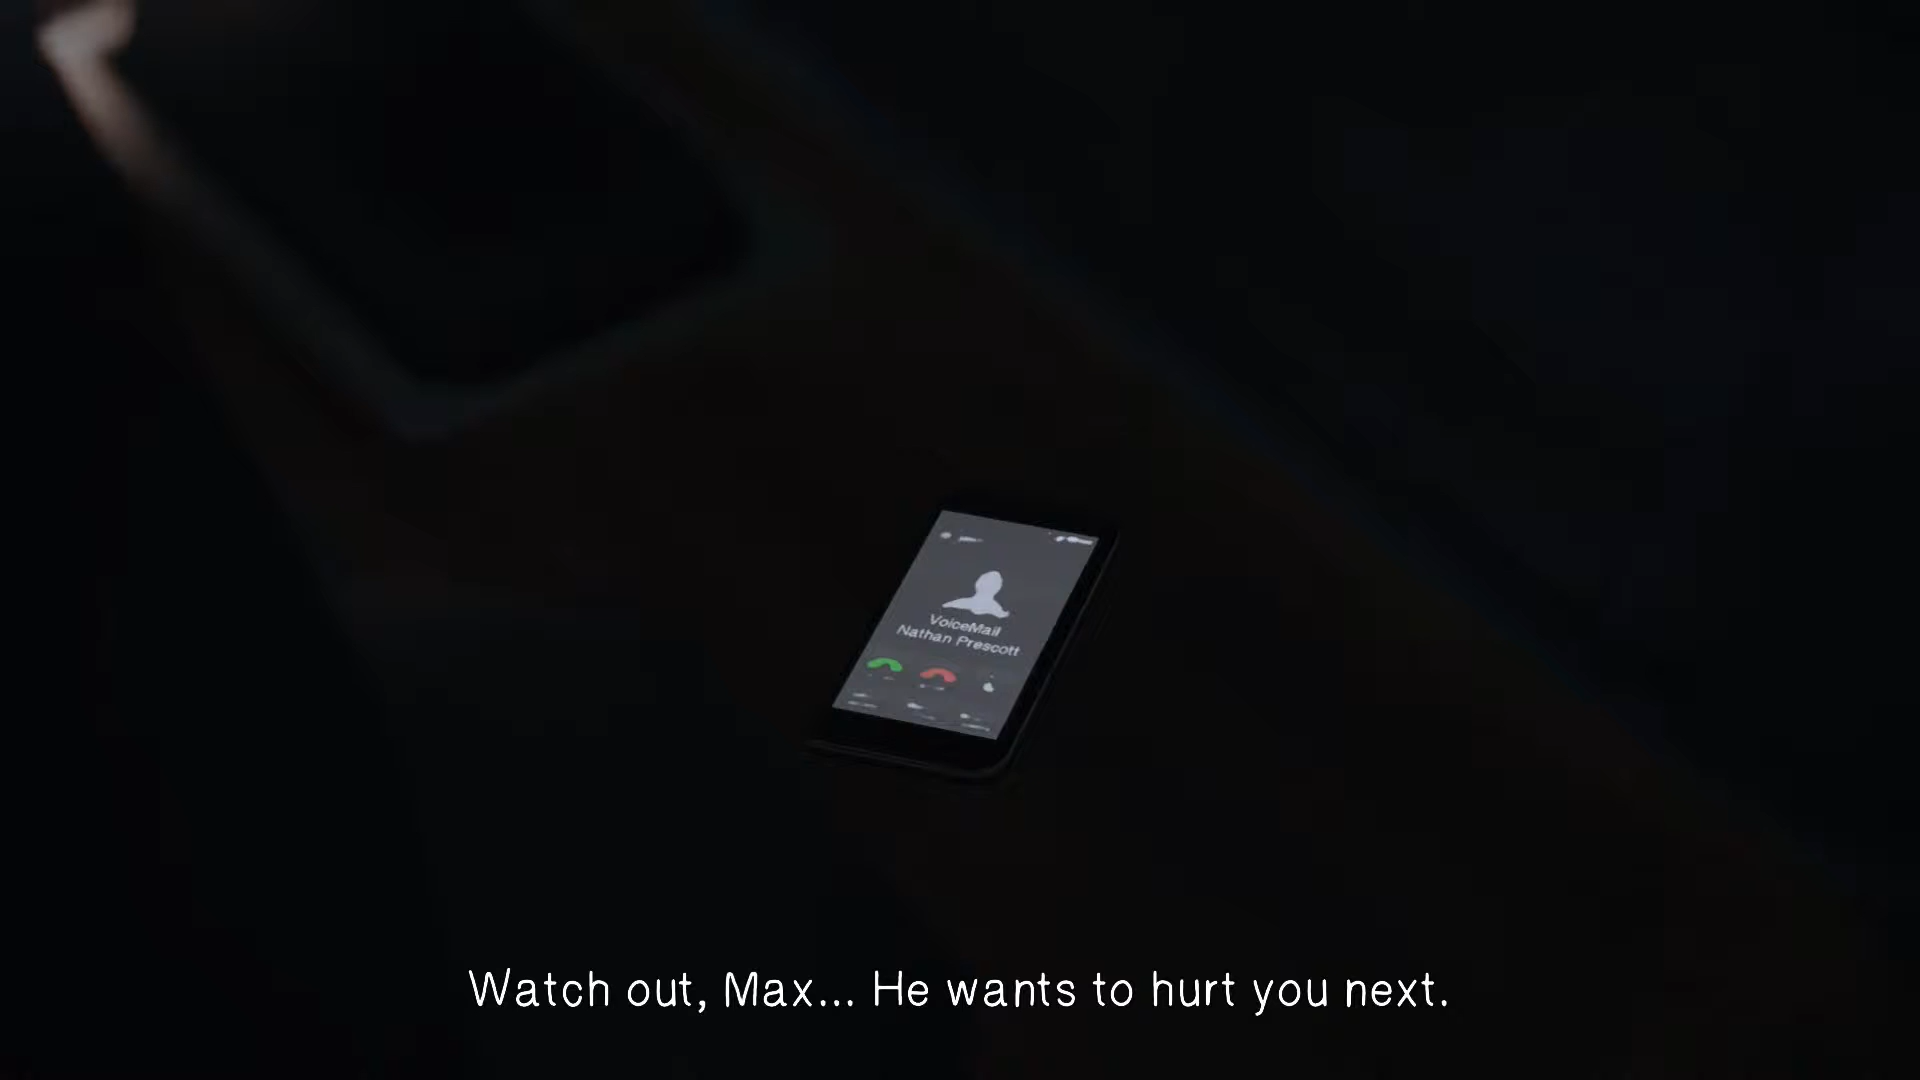 VoiceMail
Nathan Prescott
Watch out, Max... He wants to hurt you next.